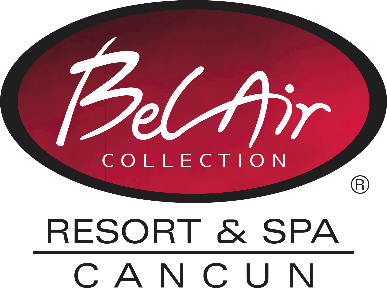 BelAir
COLLECTION
®
RESORT & SPA
CANCUN